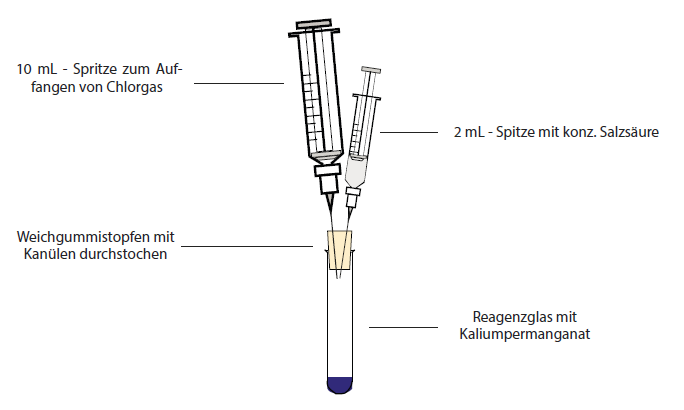 10 mL - Spritze zum Auf-
fangen von Chlorgas
2 mL - Spitze mit konz. Salzsäure
Weichgummistopfen mit
Kanülen durchstochen
Reagenzglas mit
Kaliumpermanganat